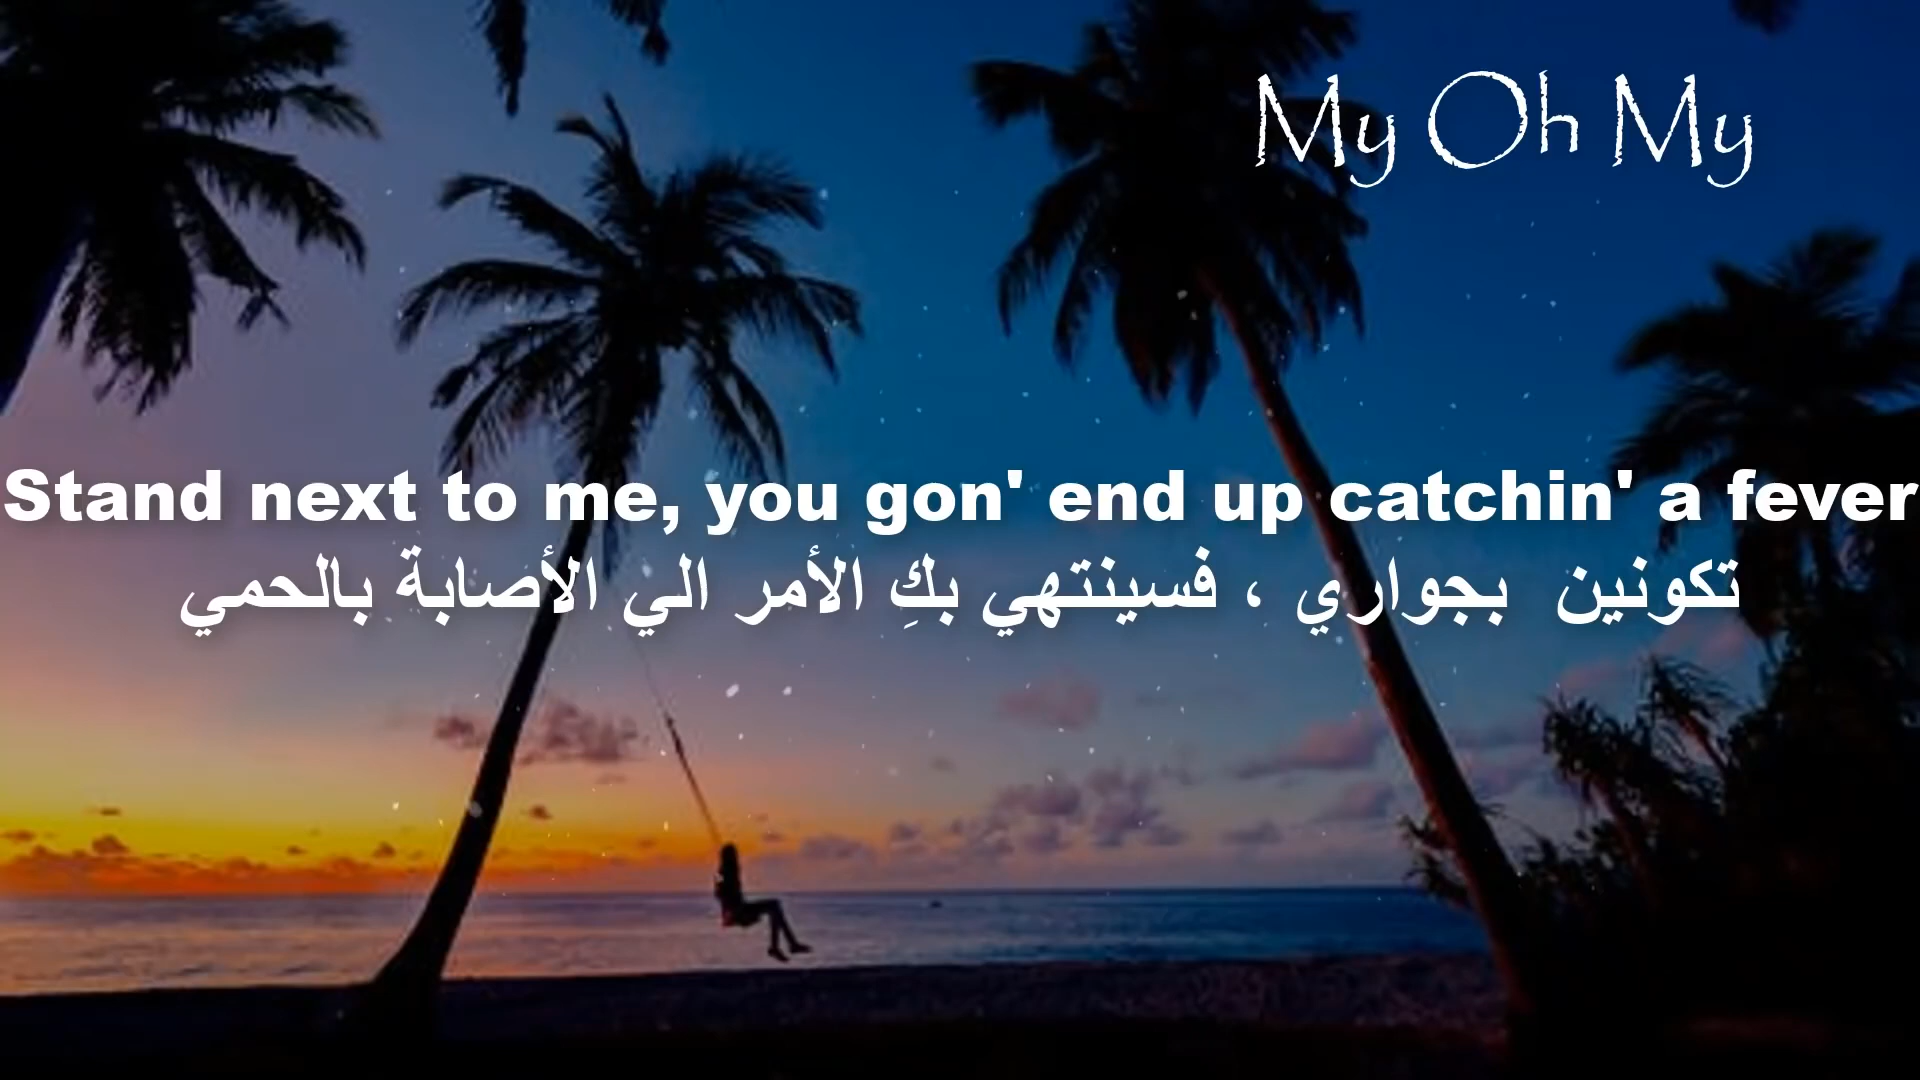 My Oh My
Stand next to me, you gon' end up catchin' a fever
تكونين بجواري ، فسينتهي بكِ الأمر الي الأصابة بالحمي